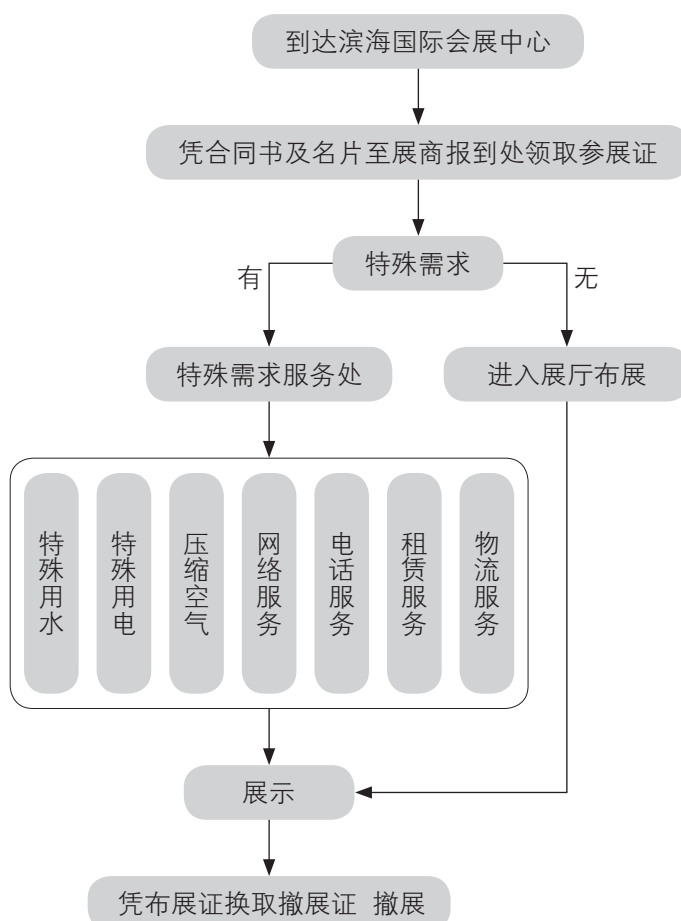 到达滨海国际会展中心
凭合同书及名片至展商报到处领取参展证
特殊需求
有
无
特殊需求服务处
进入展厅布展
特殊用水
特殊用电
压缩空气
网络服务
电话服务
租赁服务
物流服务
展示
凭布展证换取撤展证 撤展